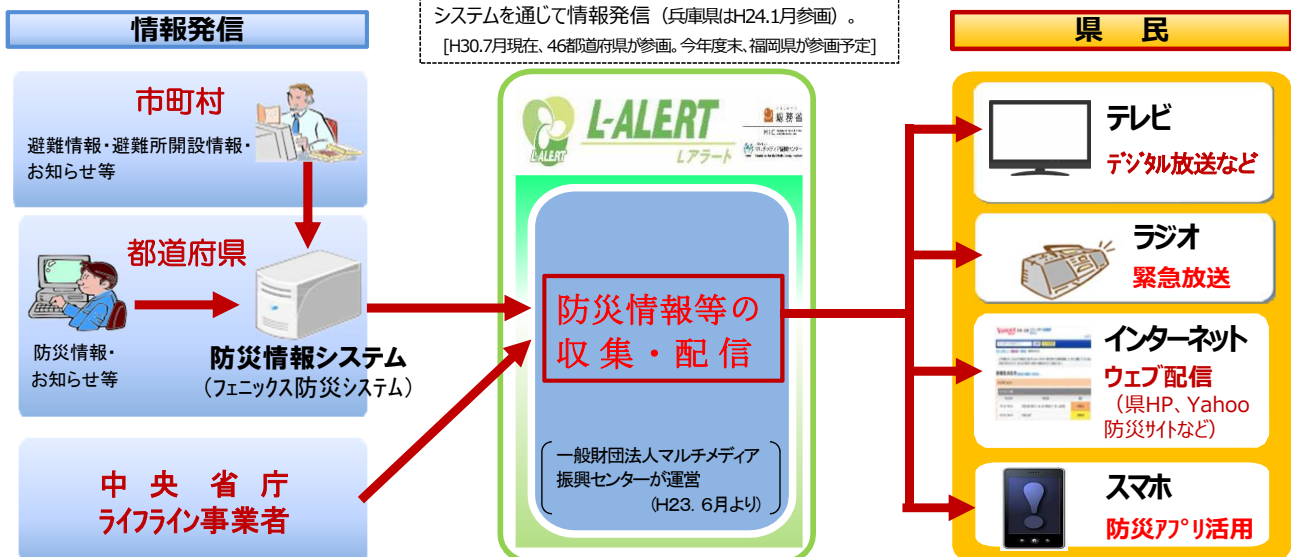 システムを通じて情報発信（兵庫県はH24.1月参画）。
[H30.7月現在、46都道府県が参画。今年度末、福岡県が参画予定]
情報発信
市町村
避難情報・避難所開設情報・
お知らせ等
都道府県
防災情報・
お知らせ等
防災情報システム
（フェニックス防災システム）
中央省庁
ライフライン事業者
L-ALERT
L-ALERT
Lアラート
総務省
防災情報等の
収集・配信
一般財団法人マルチメディア
振興センターが運営
（H23. 6月より）
県　民
テレビ
デジタル放送など
ラジオ
緊急放送
インターネット
ウェブ配信
（県HP、Yahoo
防災サイトなど）
スマホ
防災アプリ活用